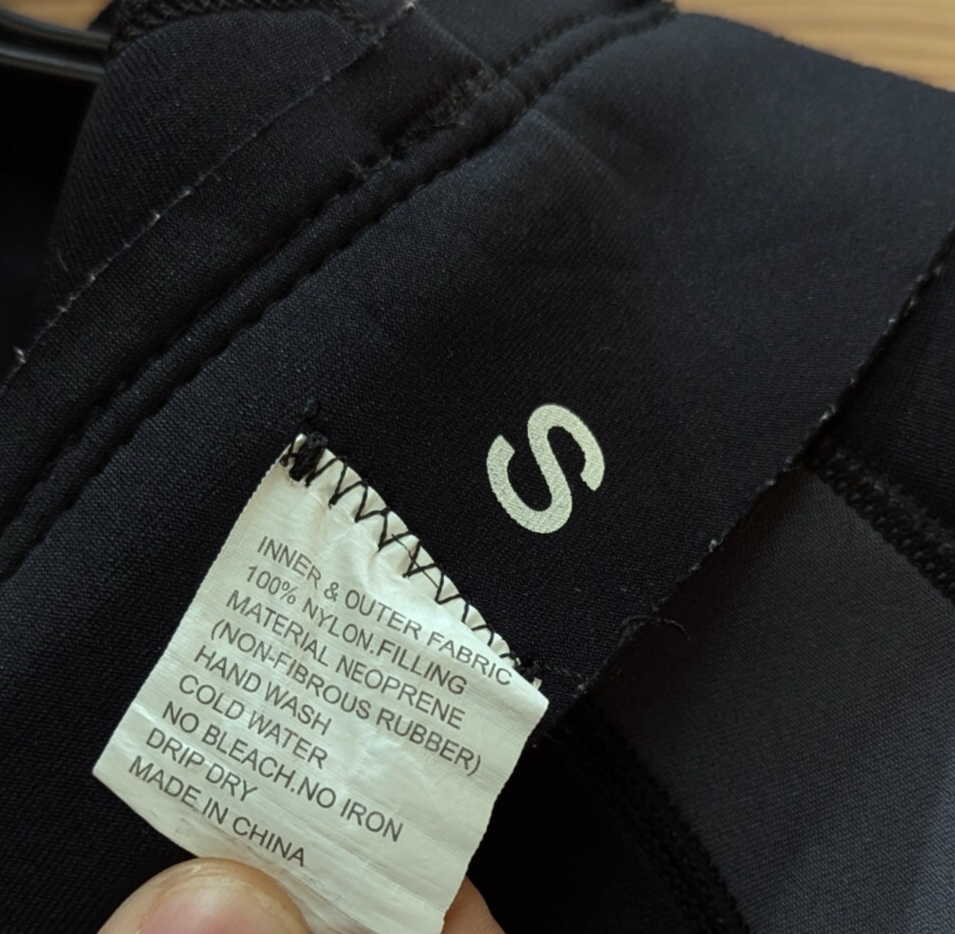 S
INNER & OUTER FABRIC
100% NYLON.FILLING
MATERIAL NEOPRENE
(NON-FIBROUS RUBBER)
HAND WASH
COLD WATER
NO BLEACH.NO IRON
DRIP DRY
MADE IN CHINA